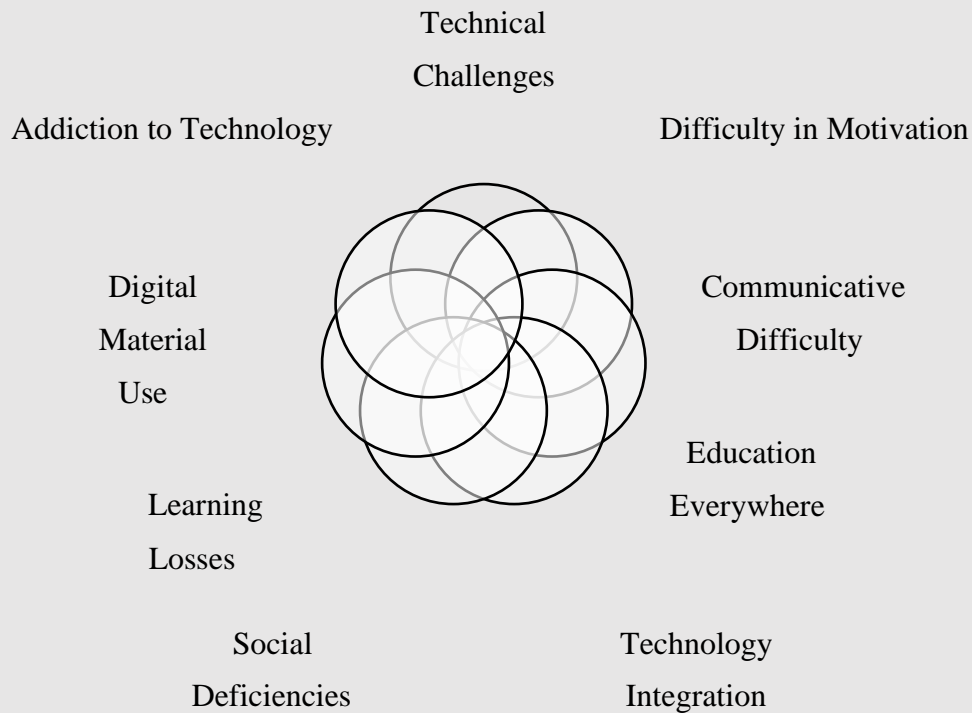 Technical
Challenges
Addiction to Technology
Difficulty in Motivation
Digital
Material
Use
Communicative
Difficulty
Education
Everywhere
Learning
Losses
Social
Deficiencies
Technology
Integration